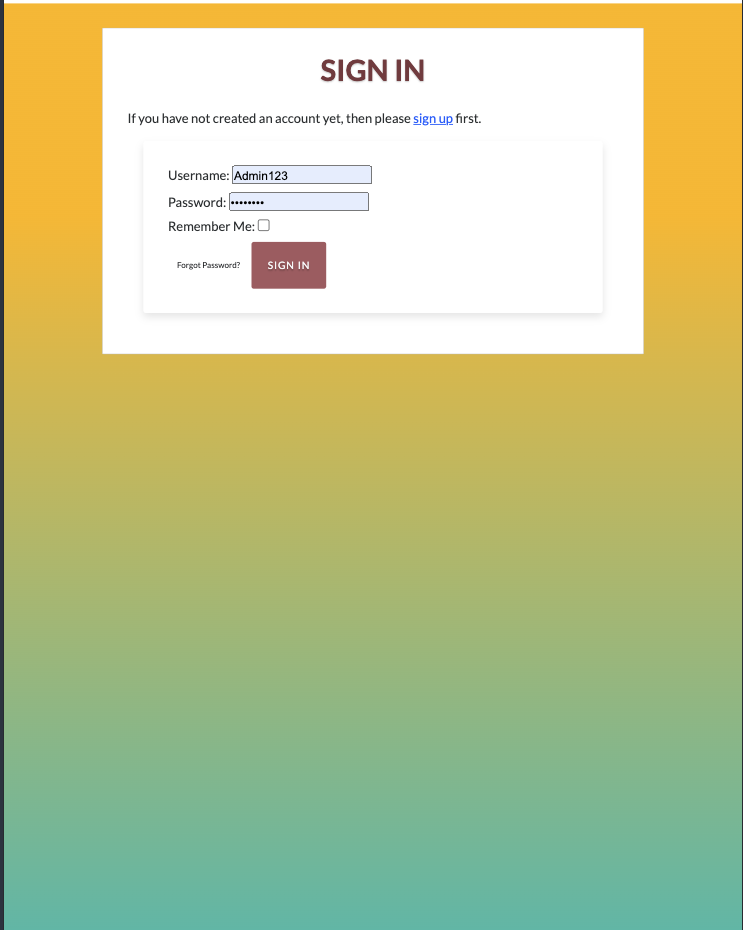 SIGN IN
If you have not created an account yet, then please sign up first.
Username: Admin123
Password: ••••••••
Remember Me:
Forgot Password? SIGN IN